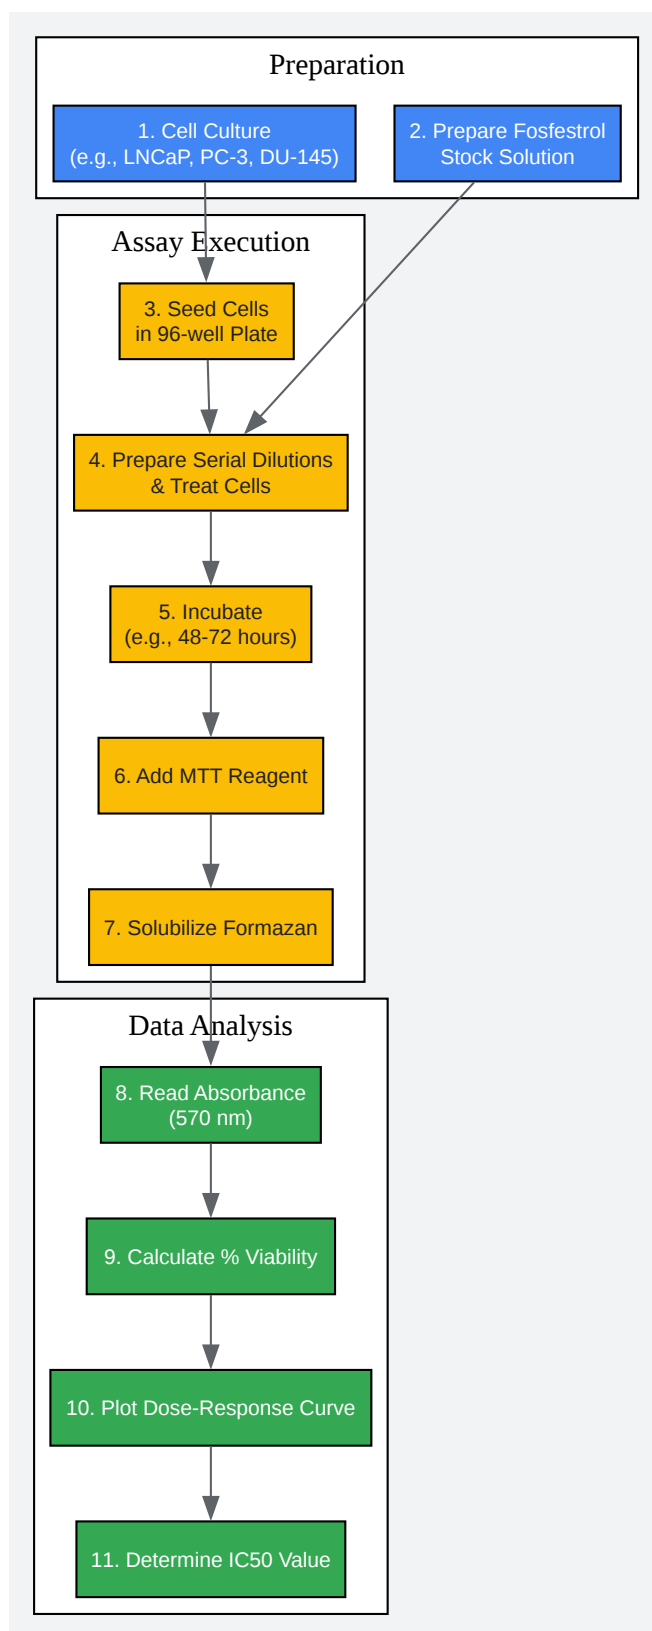 Preparation
1. Cell Culture
(e.g., LNCaP, PC-3, DU-145)
2. Prepare Fosfestrol
Stock Solution
Assay Execution
3. Seed Cells
in 96-well Plate
4. Prepare Serial Dilutions
& Treat Cells
5. Incubate
(e.g., 48-72 hours)
6. Add MTT Reagent
7. Solubilize Formazan
Data Analysis
8. Read Absorbance
(570 nm)
9. Calculate % Viability
10. Plot Dose-Response Curve
11. Determine IC50 Value